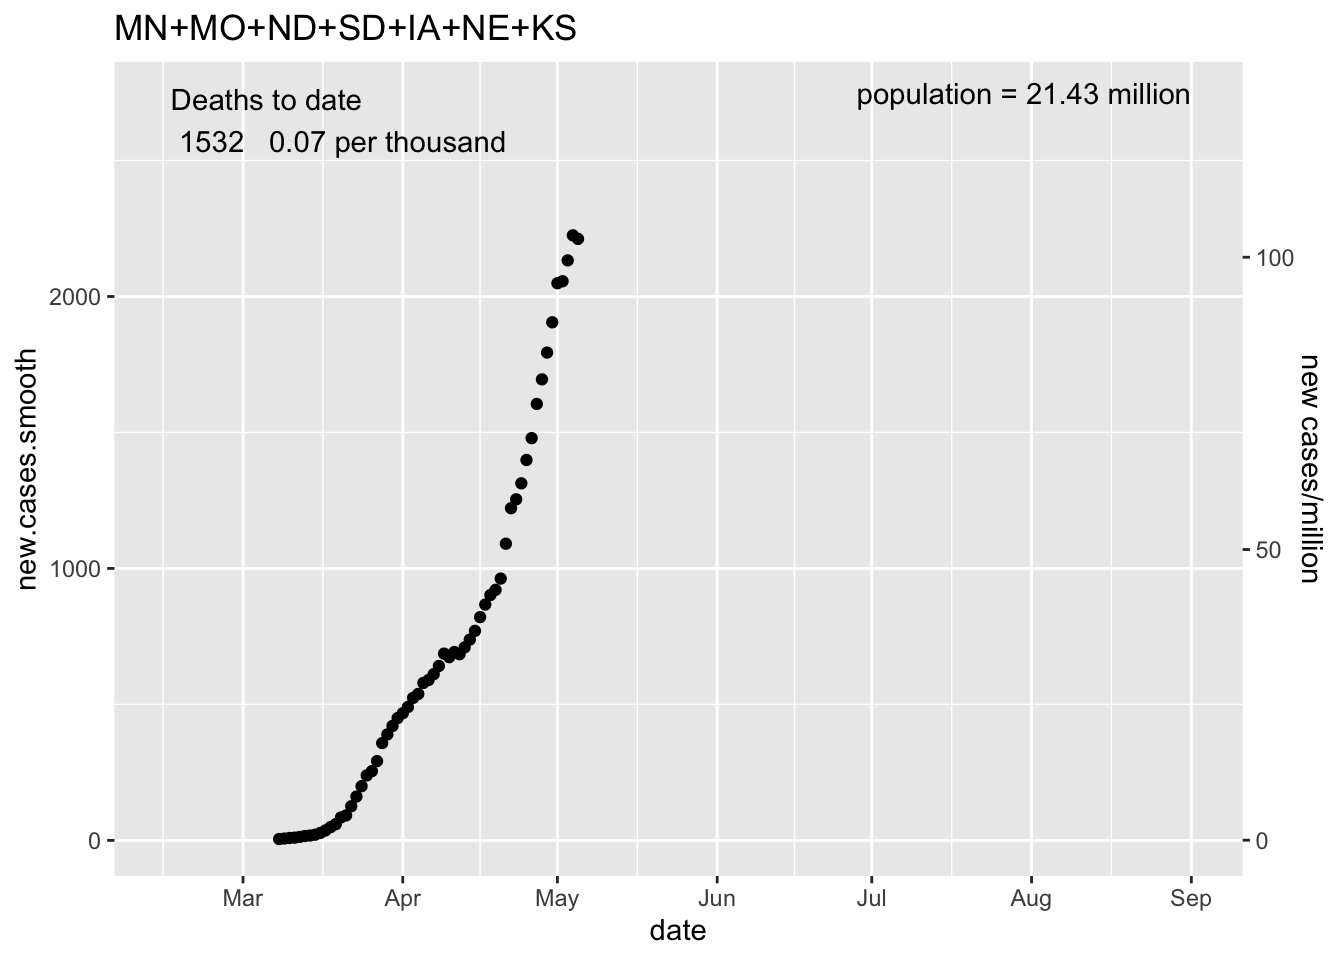 MN+MO+ND+SD+IA+NE+KS
Deaths to date
1532 0.07 per thousand
population = 21.43 million
new.cases.smooth
2000
1000
0
100
50
0
new cases/million
Mar Apr May Jun Jul Aug Sep
date